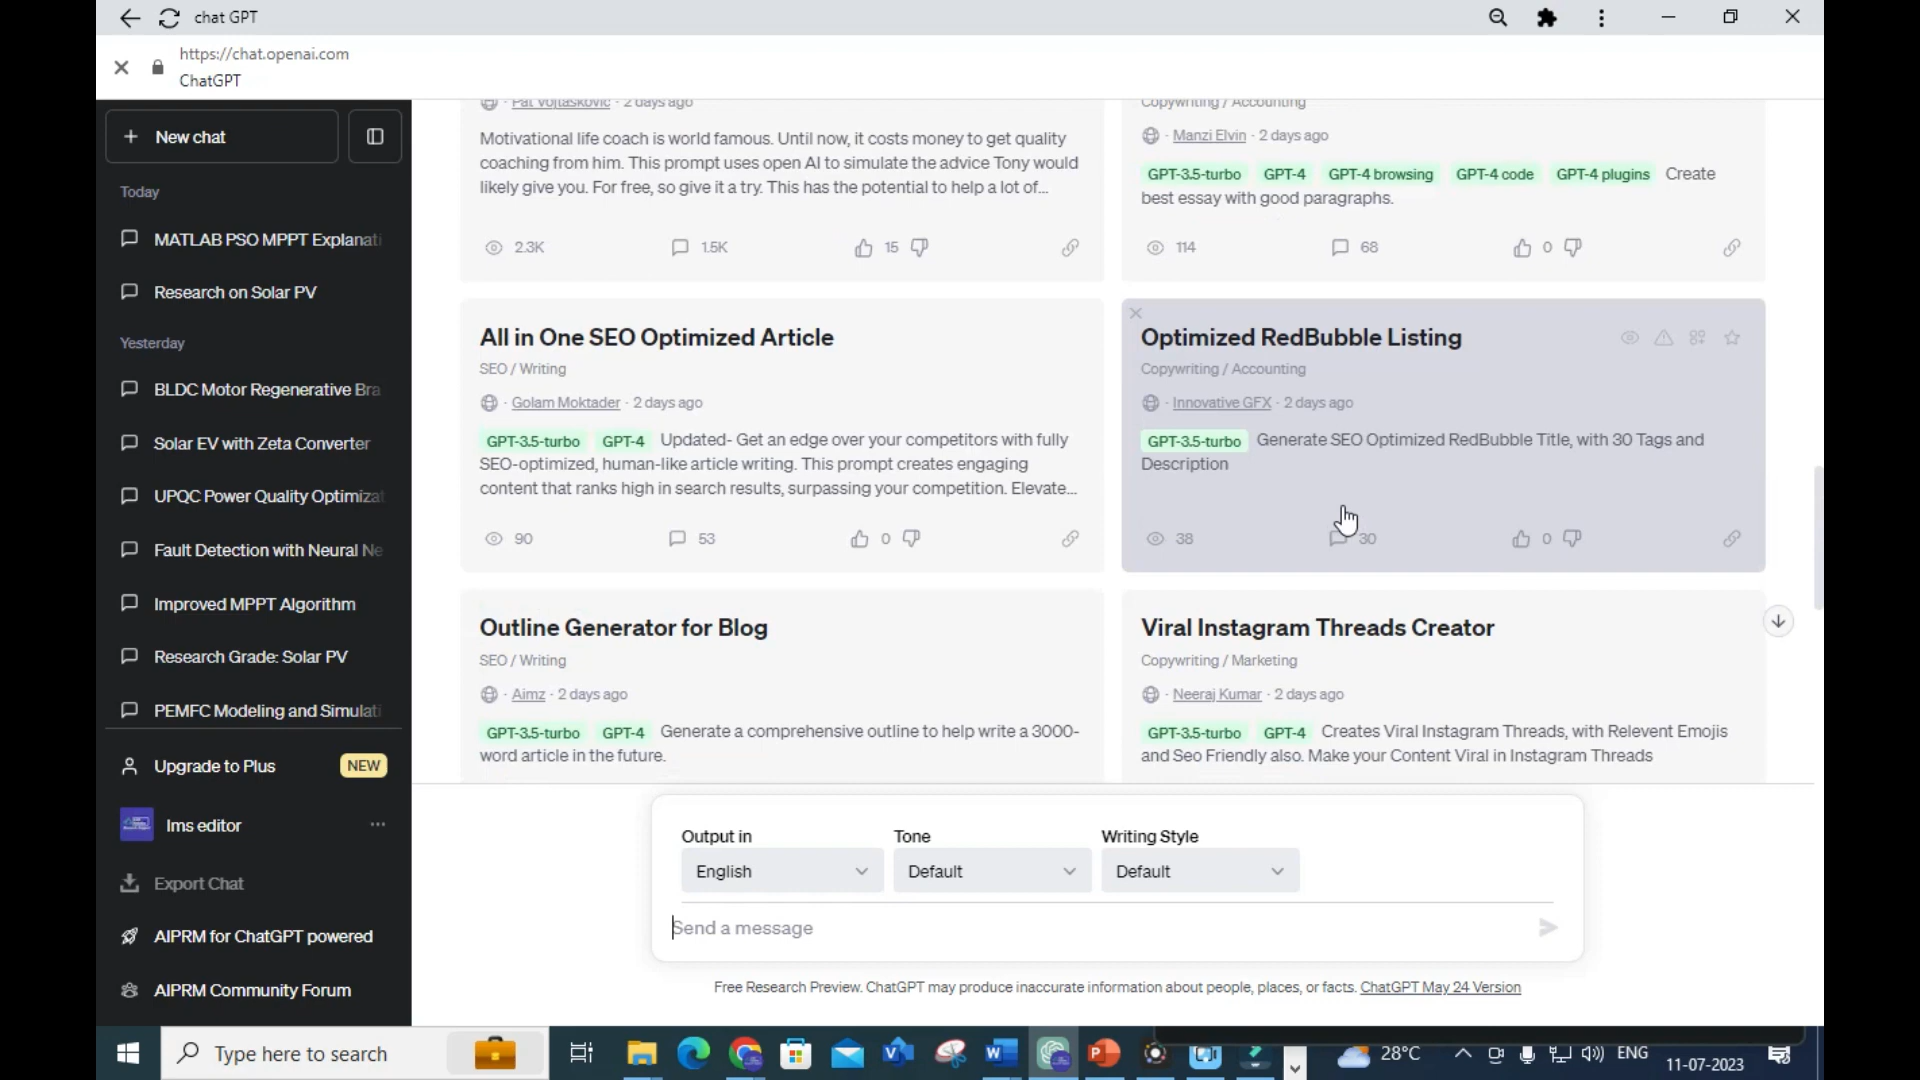 chat GPT
https://chat.openai.com
ChatGPT
New chat
Today
MATLAB PSO MPPT Explanati
Research on Solar PV
Yesterday
BLDC Motor Regenerative Bra
Solar EV with Zeta Converter
UPQC Power Quality Optimizat
Fault Detection with Neural Ne
Improved MPPT Algorithm
Research Grade: Solar PV
PEMFC Modeling and Simulati
Upgrade to Plus NEW
lms editor
Export Chat
AIPRM for ChatGPT powered
AIPRM Community Forum
Pat Vojtaskovic · 2 days ago
Motivational life coach is world famous. Until now, it costs money to get quality
coaching from him. This prompt uses open AI to simulate the advice Tony would
likely give you. For free, so give it a try. This has the potential to help a lot of...
2.3K 1.5K 15
Copywriting / Accounting
· Manzi Elvin · 2 days ago
GPT-3.5-turbo GPT-4 GPT-4 browsing GPT-4 code GPT-4 plugins Create
best essay with good paragraphs.
114 68 0
All in One SEO Optimized Article
SEO / Writing
· Golam Moktader · 2 days ago
GPT-3.5-turbo GPT-4 Updated- Get an edge over your competitors with fully
SEO-optimized, human-like article writing. This prompt creates engaging
content that ranks high in search results, surpassing your competition. Elevate...
90 53 0
Optimized RedBubble Listing
Copywriting / Accounting
· Innovative GFX · 2 days ago
GPT-3.5-turbo Generate SEO Optimized RedBubble Title, with 30 Tags and
Description
38 30 0
Outline Generator for Blog
SEO / Writing
· Aimz · 2 days ago
GPT-3.5-turbo GPT-4 Generate a comprehensive outline to help write a 3000-
word article in the future.
Viral Instagram Threads Creator
Copywriting / Marketing
· Neeraj Kumar · 2 days ago
GPT-3.5-turbo GPT-4 Creates Viral Instagram Threads, with Relevent Emojis
and Seo Friendly also. Make your Content Viral in Instagram Threads
Output in Tone Writing Style
English Default Default
Send a message
Free Research Preview. ChatGPT may produce inaccurate information about people, places, or facts. ChatGPT May 24 Version
Type here to search
28°C
ENG
11-07-2023